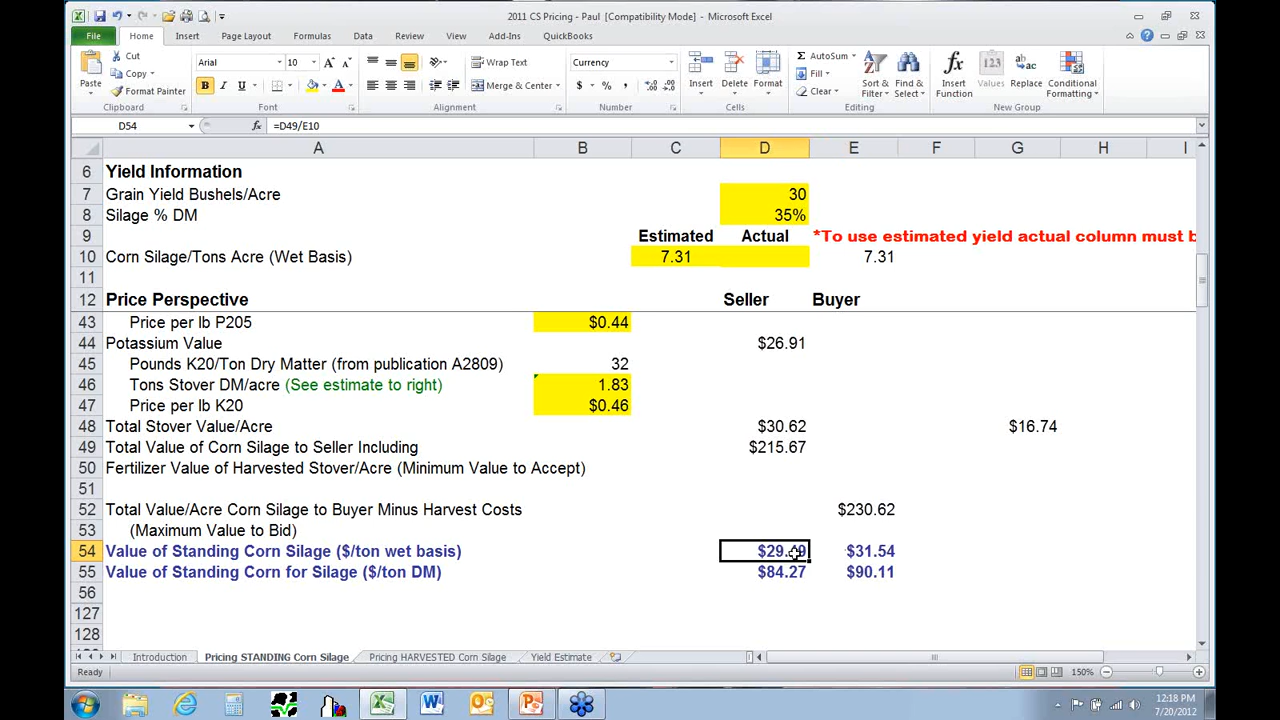 2011 CS Pricing - Paul [Compatibility Mode] - Microsoft Excel
File Home Insert Page Layout Formulas Data Review View Add-Ins QuickBooks
Cut Arial 10 Wrap Text Currency AutoSum
Copy Fill
Paste Format Painter B I U Merge & Center $ % , Insert Delete Format Clear Sort & Filter Find & Select Insert Function Values Replace Conditional Formatting
Clipboard Font Alignment Number Cells Editing New Group
D54 fx =D49/E10
A B C D E F G H I
6 Yield Information
7 Grain Yield Bushels/Acre 30
8 Silage % DM 35%
9 Estimated Actual *To use estimated yield actual column must b
10 Corn Silage/Tons Acre (Wet Basis) 7.31 7.31
11
12 Price Perspective Seller Buyer
43 Price per lb P205 $0.44
44 Potassium Value $26.91
45 Pounds K20/Ton Dry Matter (from publication A2809) 32
46 Tons Stover DM/acre (See estimate to right) 1.83
47 Price per lb K20 $0.46
48 Total Stover Value/Acre $30.62 $16.74
49 Total Value of Corn Silage to Seller Including $215.67
50 Fertilizer Value of Harvested Stover/Acre (Minimum Value to Accept)
51
52 Total Value/Acre Corn Silage to Buyer Minus Harvest Costs $230.62
53 (Maximum Value to Bid)
54 Value of Standing Corn Silage ($/ton wet basis) $31.54
55 Value of Standing Corn for Silage ($/ton DM) $84.27 $90.11
56
127
128
Introduction Pricing STANDING Corn Silage Pricing HARVESTED Corn Silage Yield Estimate
Ready 150%
12:18 PM
7/20/2012